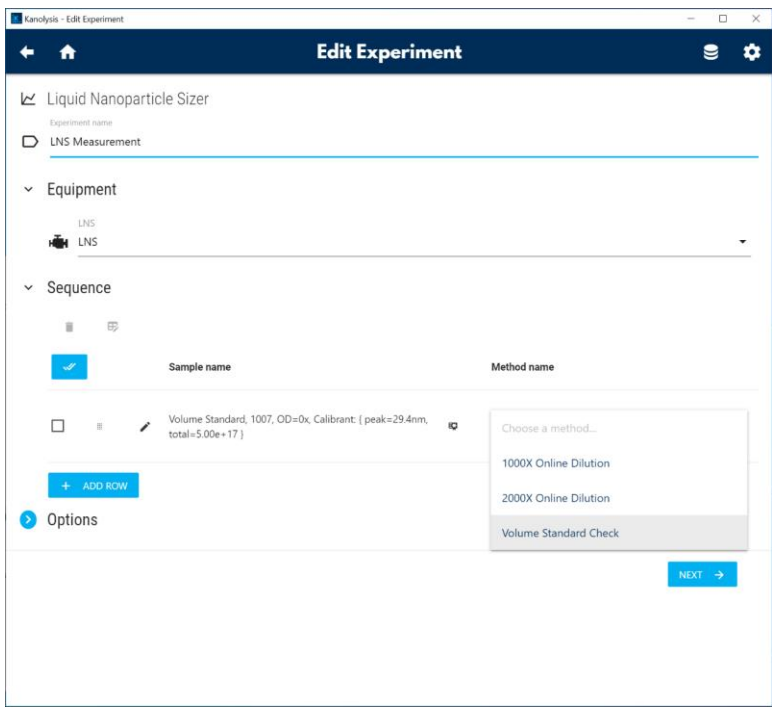 Kanolysis - Edit Experiment
Edit Experiment
Liquid Nanoparticle Sizer
Experiment name
LNS Measurement
Equipment
LNS
LNS
Sequence
Sample name Method name
Volume Standard, 1007, OD=0x, Calibrant: { peak=29.4nm,
total=5.00e+17 }
Choose a method...
1000X Online Dilution
2000X Online Dilution
Volume Standard Check
+ ADD ROW
Options
NEXT →